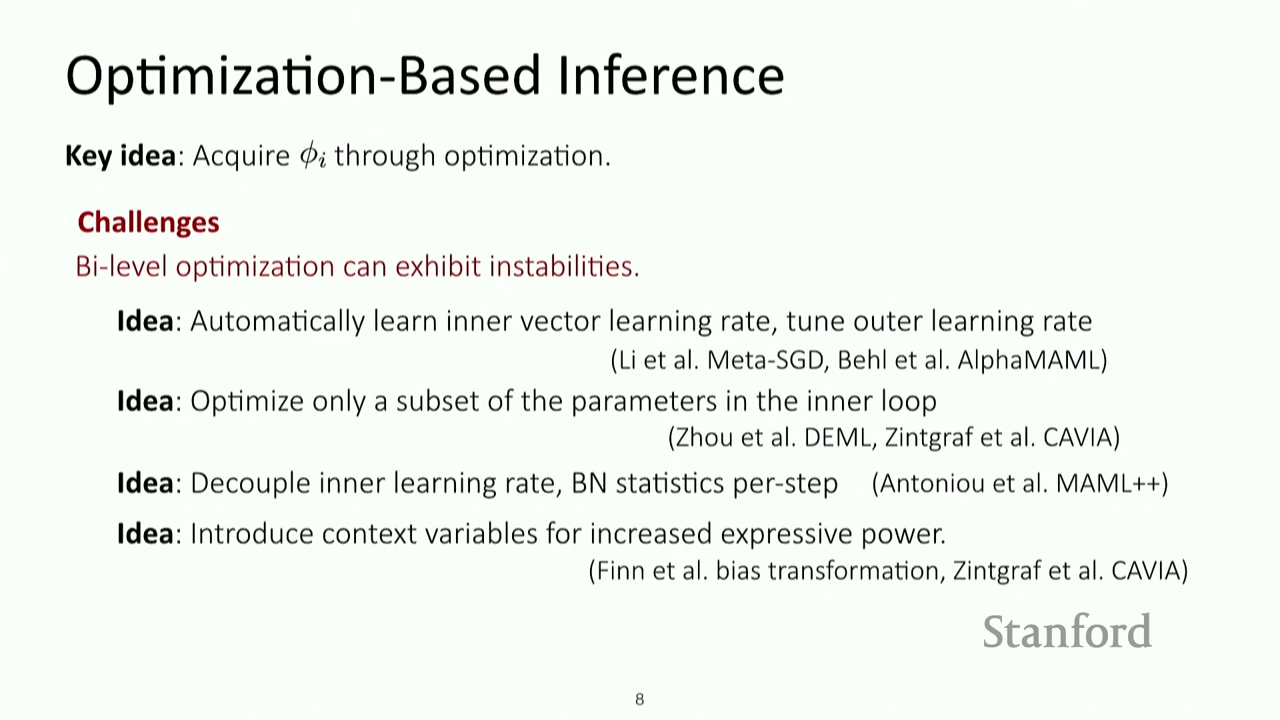 Optimization-Based Inference
Key idea: Acquire ϕᵢ through optimization.
Challenges
Bi-level optimization can exhibit instabilities.
Idea: Automatically learn inner vector learning rate, tune outer learning rate
(Li et al. Meta-SGD, Behl et al. AlphaMAML)
Idea: Optimize only a subset of the parameters in the inner loop
(Zhou et al. DEML, Zintgraf et al. CAVIA)
Idea: Decouple inner learning rate, BN statistics per-step (Antoniou et al. MAML++)
Idea: Introduce context variables for increased expressive power.
(Finn et al. bias transformation, Zintgraf et al. CAVIA)
Stanford
8